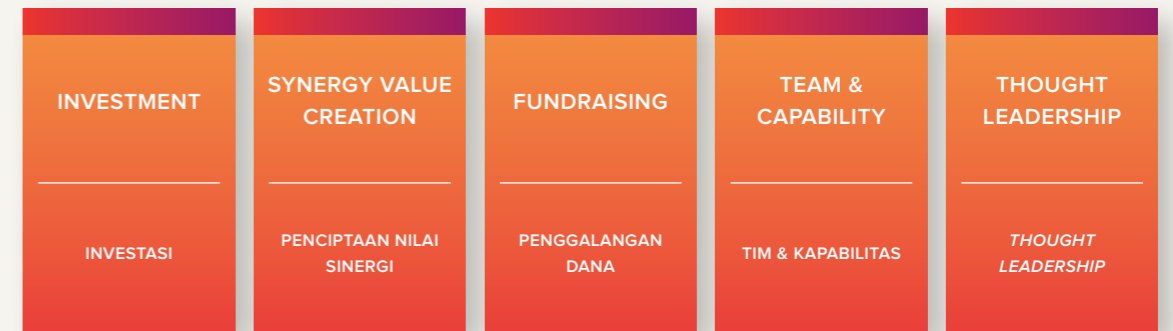 INVESTMENT
INVESTASI
SYNERGY VALUE
CREATION
PENCIPTAAN NILAI
SINERGI
FUNDRAISING
PENGGALANGAN
DANA
TEAM &
CAPABILITY
TIM & KAPABILITAS
THOUGHT
LEADERSHIP
THOUGHT
LEADERSHIP